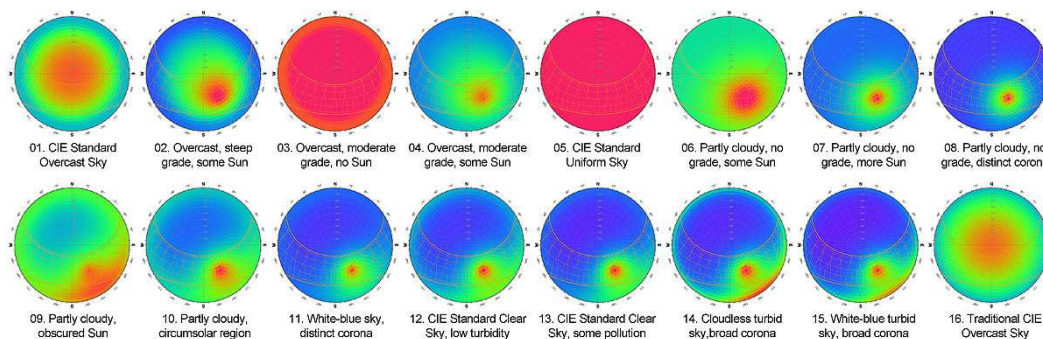 01. CIE Standard
Overcast Sky
02. Overcast, steep
grade, some Sun
03. Overcast, moderate
grade, no Sun
04. Overcast, moderate
grade, some Sun
05. CIE Standard
Uniform Sky
06. Partly cloudy, no
grade, some Sun
07. Partly cloudy, no
grade, more Sun
08. Partly cloudy, no
grade, distinct coron
09. Partly cloudy,
obscured Sun
10. Partly cloudy,
circumsolar region
11. White-blue sky,
distinct corona
12. CIE Standard Clear
Sky, low turbidity
13. CIE Standard Clear
Sky, some pollution
14. Cloudless turbid
sky,broad corona
15. White-blue turbid
sky, broad corona
16. Traditional CIE
Overcast Sky